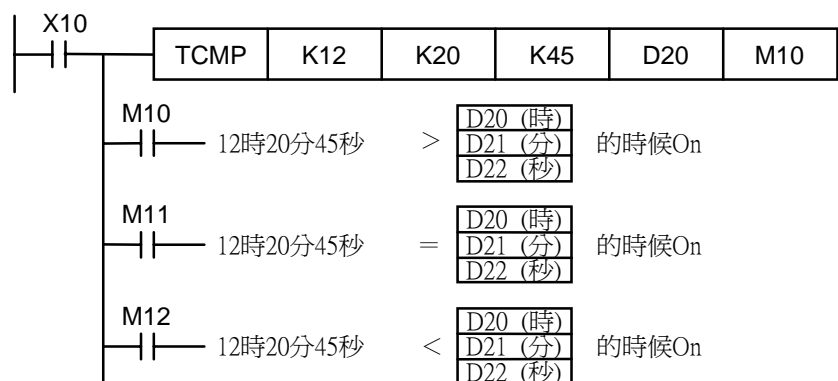 X10
TCMP K12 K20 K45 D20 M10
M10
12時20分45秒 > D20 (時) 的時候On
D21 (分)
D22 (秒)
M11
12時20分45秒 = D20 (時) 的時候On
D21 (分)
D22 (秒)
M12
12時20分45秒 < D20 (時) 的時候On
D21 (分)
D22 (秒)